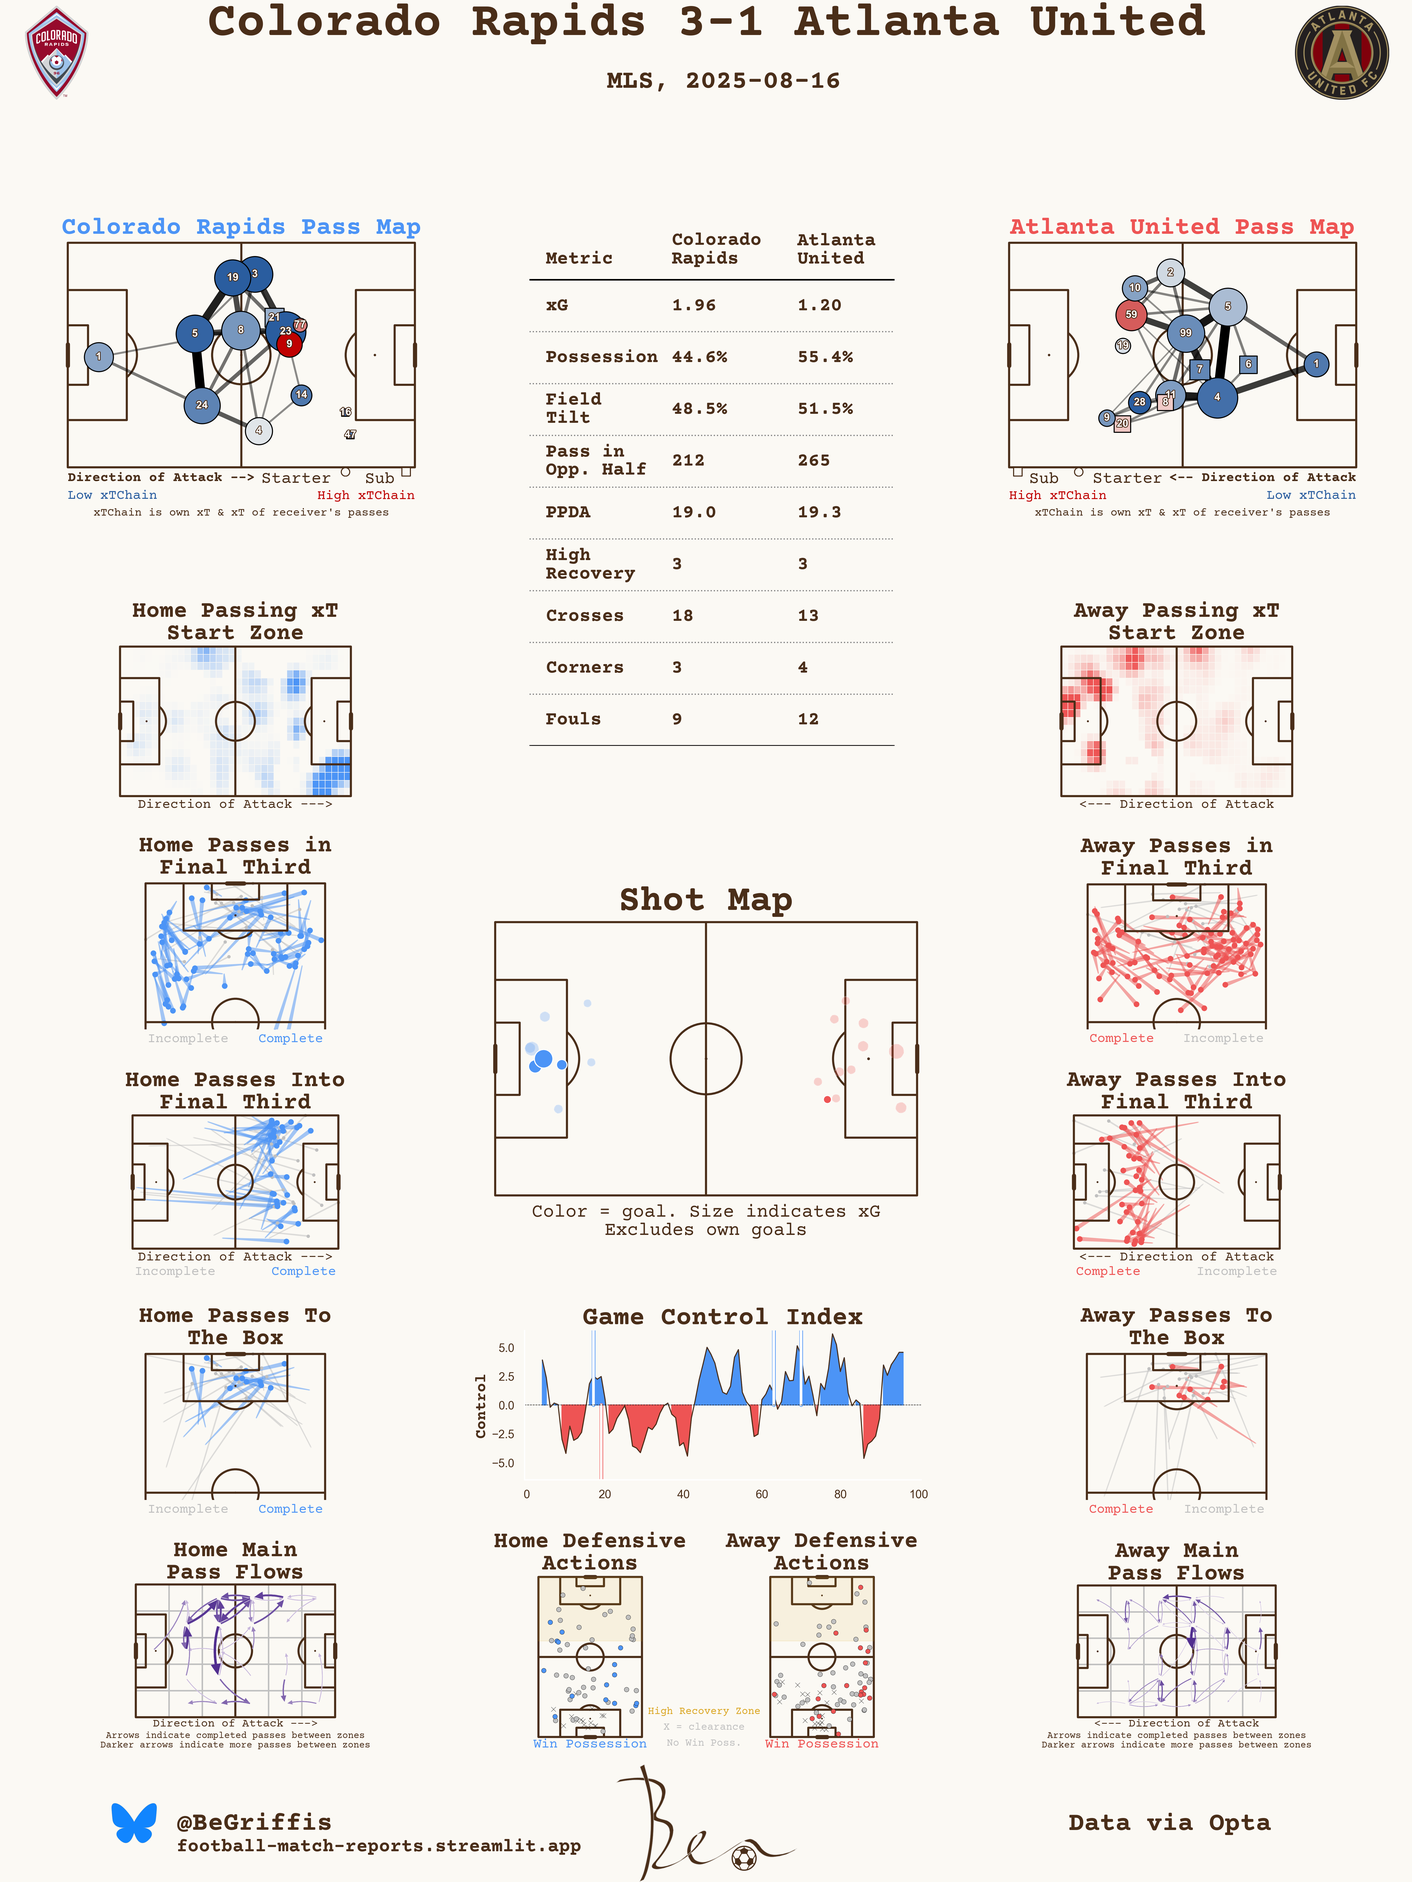 Colorado Rapids 3-1 Atlanta United
MLS, 2025-08-16
COLORADO
RAPIDS
ATLANTA
UNITED FC
Colorado Rapids Pass Map
19
3
21
77
5
8
23
9
1
24
14
4
16
47
Direction of Attack --> Starter Sub
Low xTChain High xTChain
xTChain is own xT & xT of receiver's passes
Metric Colorado Rapids Atlanta United
xG 1.96 1.20
Possession 44.6% 55.4%
Field Tilt 48.5% 51.5%
Pass in Opp. Half 212 265
PPDA 19.0 19.3
High Recovery 3 3
Crosses 18 13
Corners 3 4
Fouls 9 12
Atlanta United Pass Map
2
10
59
5
99
19
7
6
1
11
4
28
8
9
20
Sub Starter <-- Direction of Attack
High xTChain Low xTChain
xTChain is own xT & xT of receiver's passes
Home Passing xT
Start Zone
Direction of Attack --->
Away Passing xT
Start Zone
<--- Direction of Attack
Home Passes in
Final Third
Incomplete Complete
Away Passes in
Final Third
Complete Incomplete
Shot Map
Color = goal. Size indicates xG
Excludes own goals
Home Passes Into
Final Third
Direction of Attack --->
Incomplete Complete
Away Passes Into
Final Third
<--- Direction of Attack
Complete Incomplete
Home Passes To
The Box
Incomplete Complete
Game Control Index
Control
5.0
2.5
0.0
−2.5
−5.0
0 20 40 60 80 100
Away Passes To
The Box
Complete Incomplete
Home Main
Pass Flows
Direction of Attack --->
Arrows indicate completed passes between zones
Darker arrows indicate more passes between zones
Home Defensive
Actions
Win Possession
High Recovery Zone
X = clearance
No Win Poss.
Away Defensive
Actions
Win Possession
Away Main
Pass Flows
<--- Direction of Attack
Arrows indicate completed passes between zones
Darker arrows indicate more passes between zones
@BeGriffis
football-match-reports.streamlit.app
Ben
Data via Opta